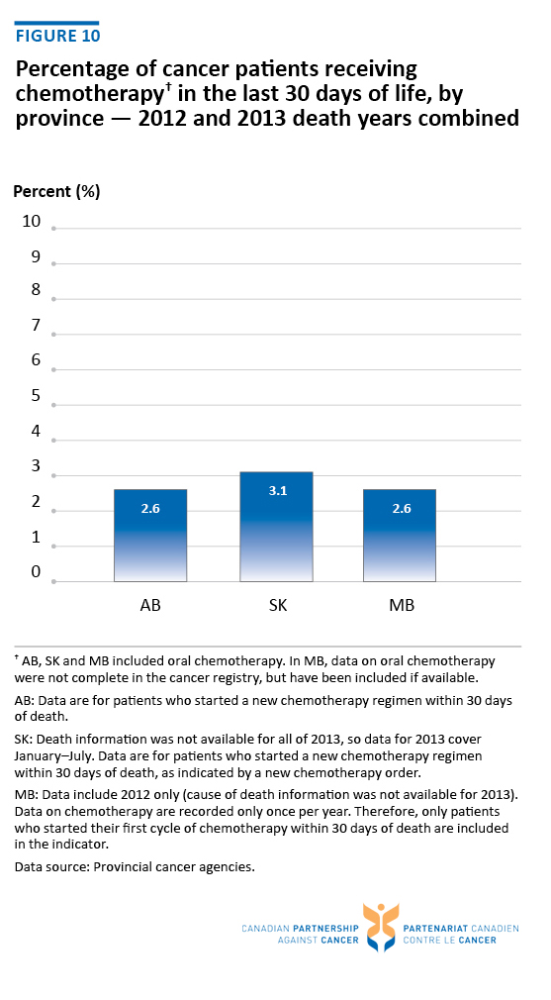 FIGURE 10
Percentage of cancer patients receiving
chemotherapy† in the last 30 days of life, by
province — 2012 and 2013 death years combined
Percent (%)
10
9
8
7
6
5
4
3
2
1
0
2.6
3.1
2.6
AB
SK
MB
† AB, SK and MB included oral chemotherapy. In MB, data on oral chemotherapy
were not complete in the cancer registry, but have been included if available.
AB: Data are for patients who started a new chemotherapy regimen within 30 days
of death.
SK: Death information was not available for all of 2013, so data for 2013 cover
January–July. Data are for patients who started a new chemotherapy regimen
within 30 days of death, as indicated by a new chemotherapy order.
MB: Data include 2012 only (cause of death information was not available for 2013).
Data on chemotherapy are recorded only once per year. Therefore, only patients
who started their first cycle of chemotherapy within 30 days of death are included
in the indicator.
Data source: Provincial cancer agencies.
CANADIAN PARTNERSHIP
AGAINST CANCER
PARTENARIAT CANADIEN
CONTRE LE CANCER